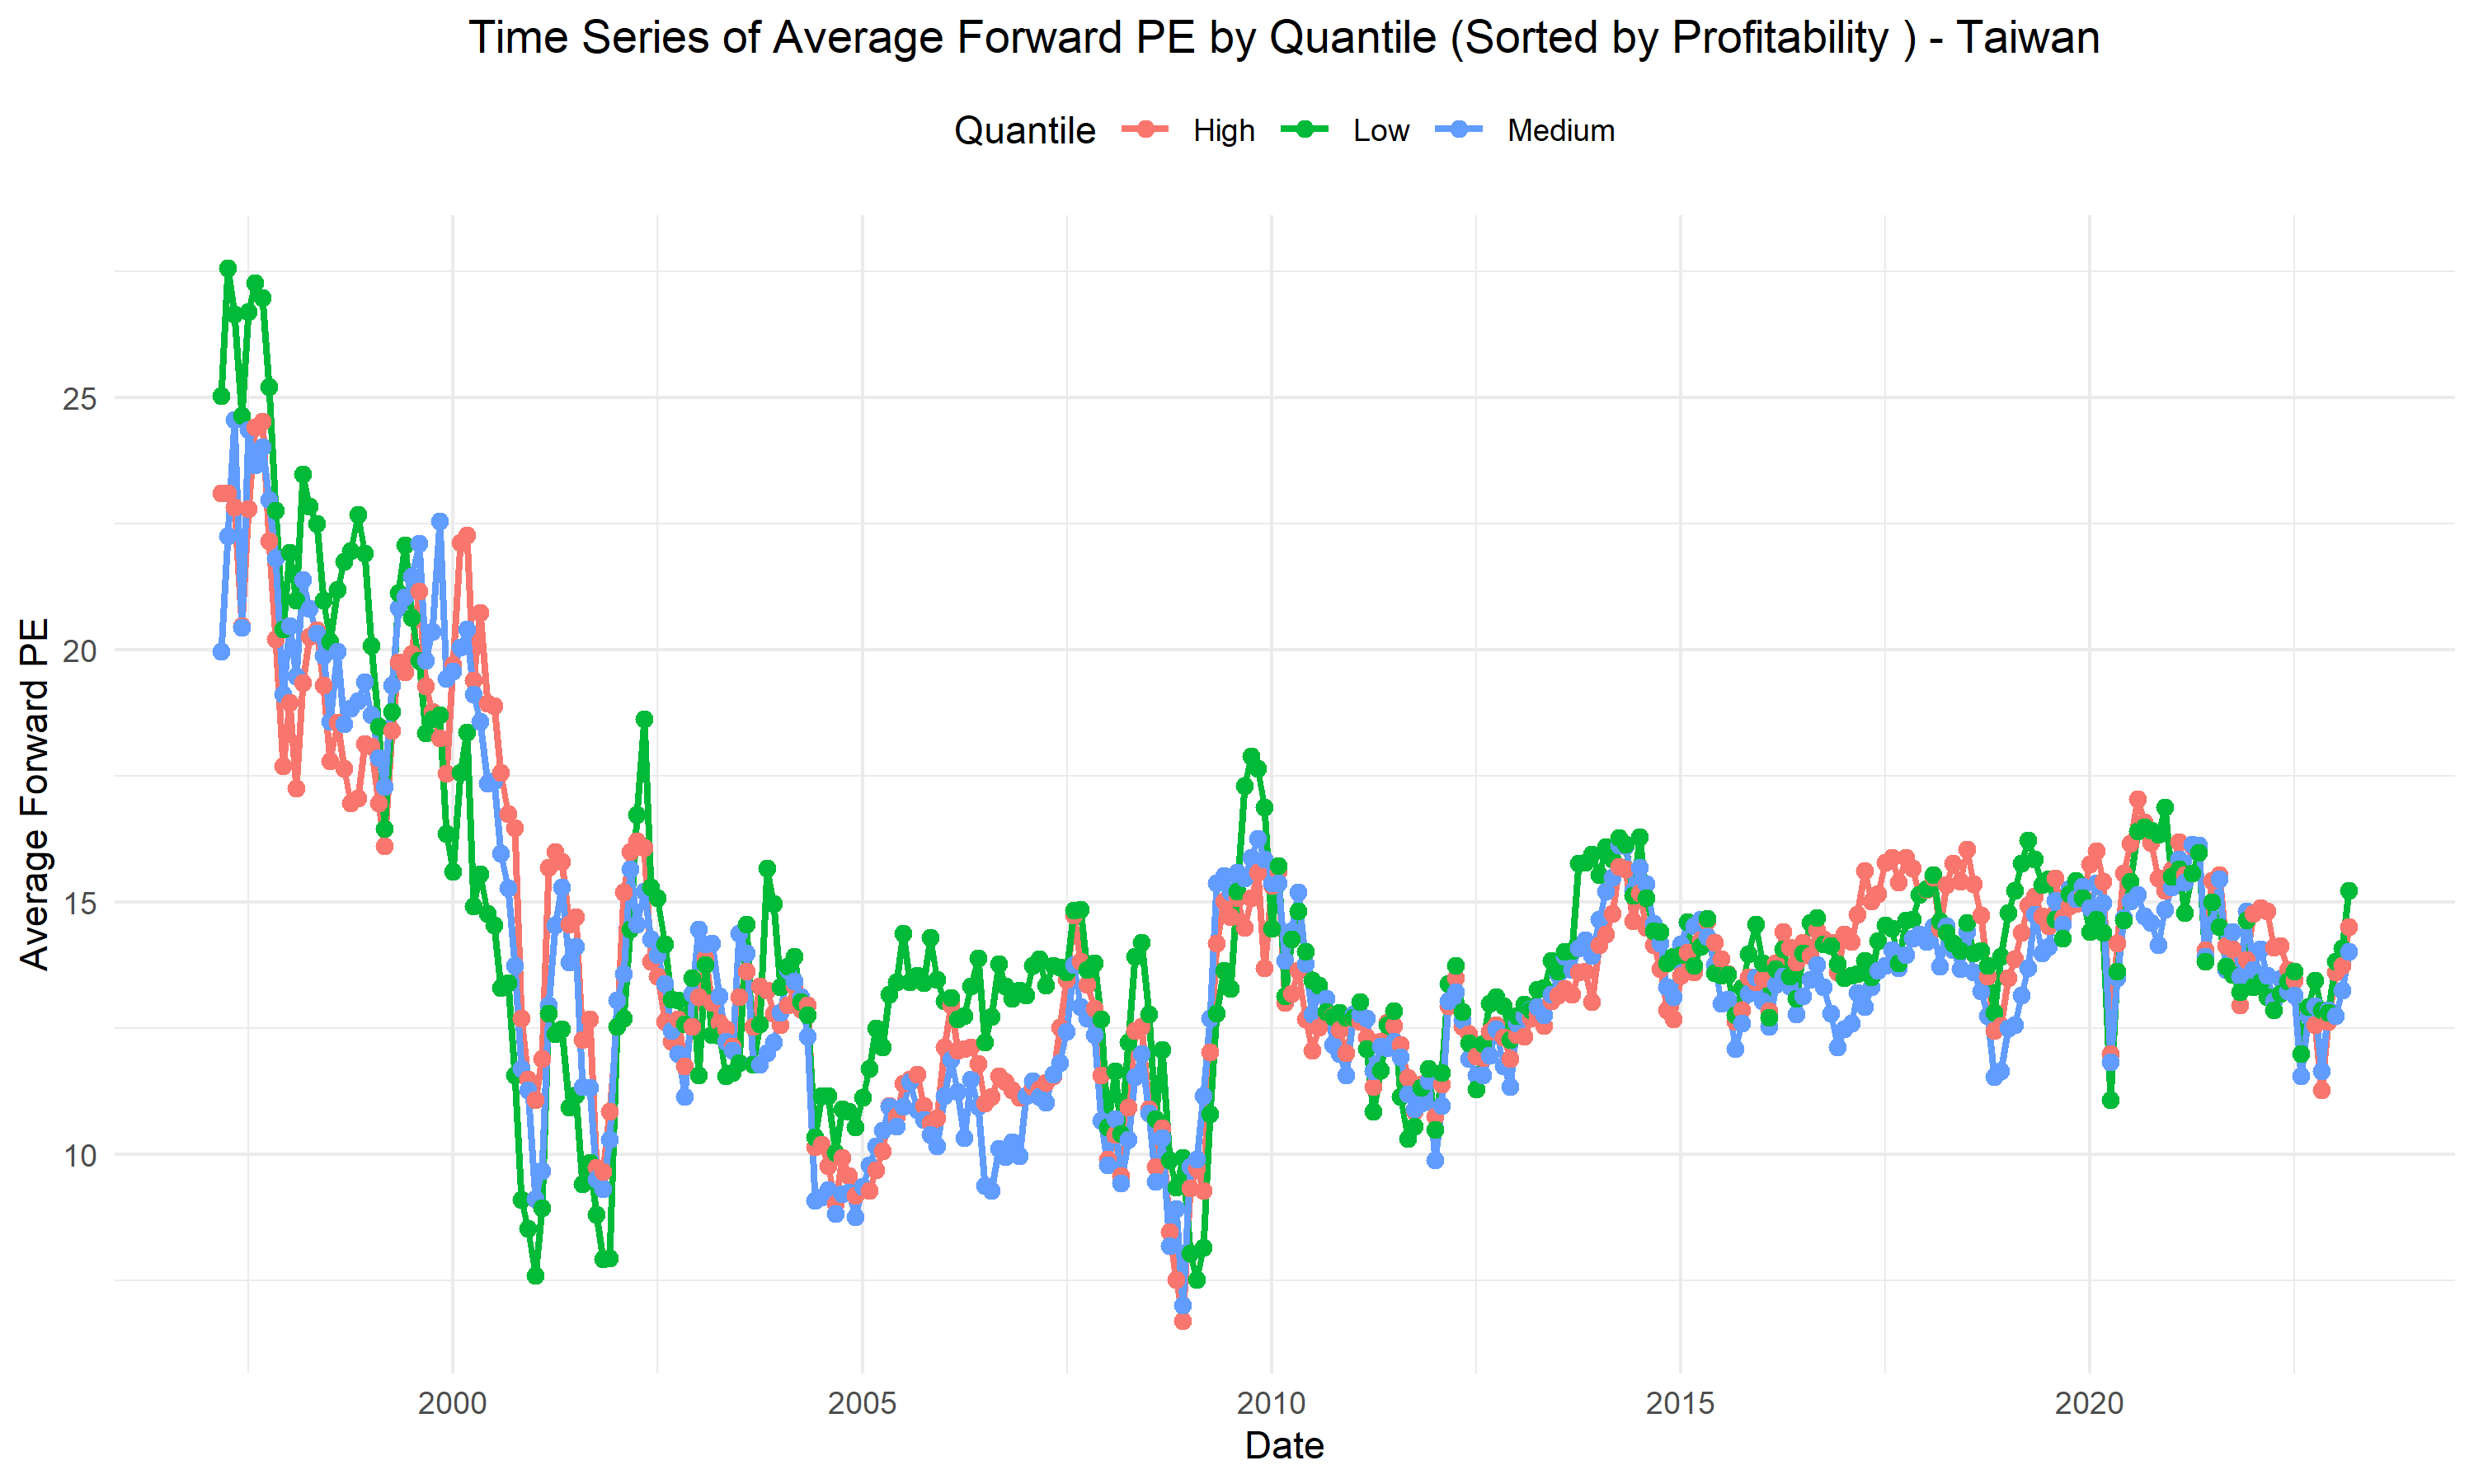 Time Series of Average Forward PE by Quantile (Sorted by Profitability ) - Taiwan
Quantile High Low Medium
Average Forward PE
25
20
15
10
2000 2005 2010 2015 2020
Date